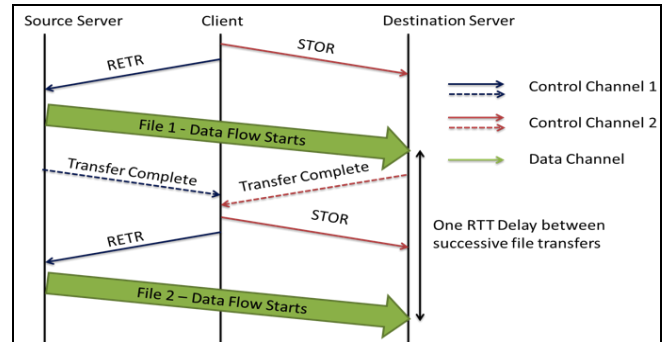 Source Server
Client
Destination Server
STOR
RETR
File 1 - Data Flow Starts
Transfer Complete
Transfer Complete
STOR
RETR
File 2 – Data Flow Starts
Control Channel 1
Control Channel 2
Data Channel
One RTT Delay between
successive file transfers